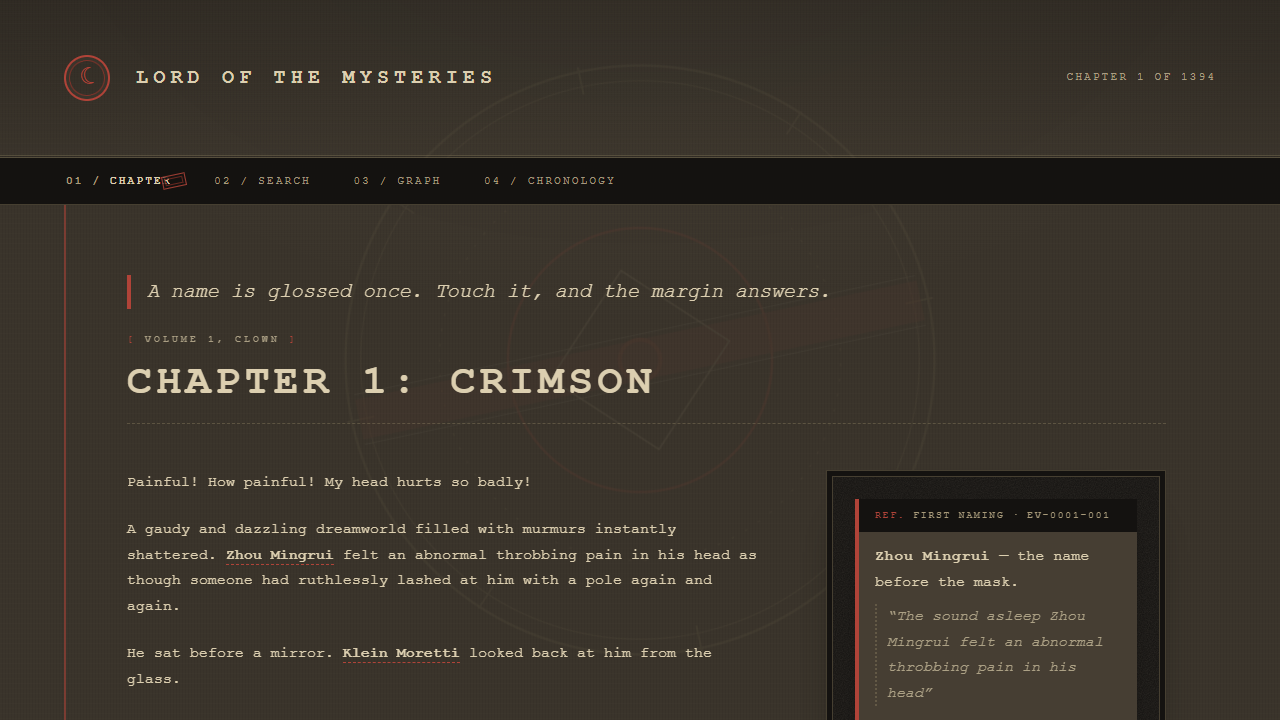 LORD OF THE MYSTERIES
CHAPTER 1 OF 1394
01 / CHAPTER
02 / SEARCH
03 / GRAPH
04 / CHRONOLOGY
A name is glossed once. Touch it, and the margin answers.
[ VOLUME 1, CLOWN ]
CHAPTER 1: CRIMSON
Painful! How painful! My head hurts so badly!
A gaudy and dazzling dreamworld filled with murmurs instantly
shattered. Zhou Mingrui felt an abnormal throbbing pain in his head as
though someone had ruthlessly lashed at him with a pole again and
again.
He sat before a mirror. Klein Moretti looked back at him from the
glass.
REF. FIRST NAMING · EV-0001-001
Zhou Mingrui — the name
before the mask.
“The sound asleep Zhou
Mingrui felt an abnormal
throbbing pain in his
head”